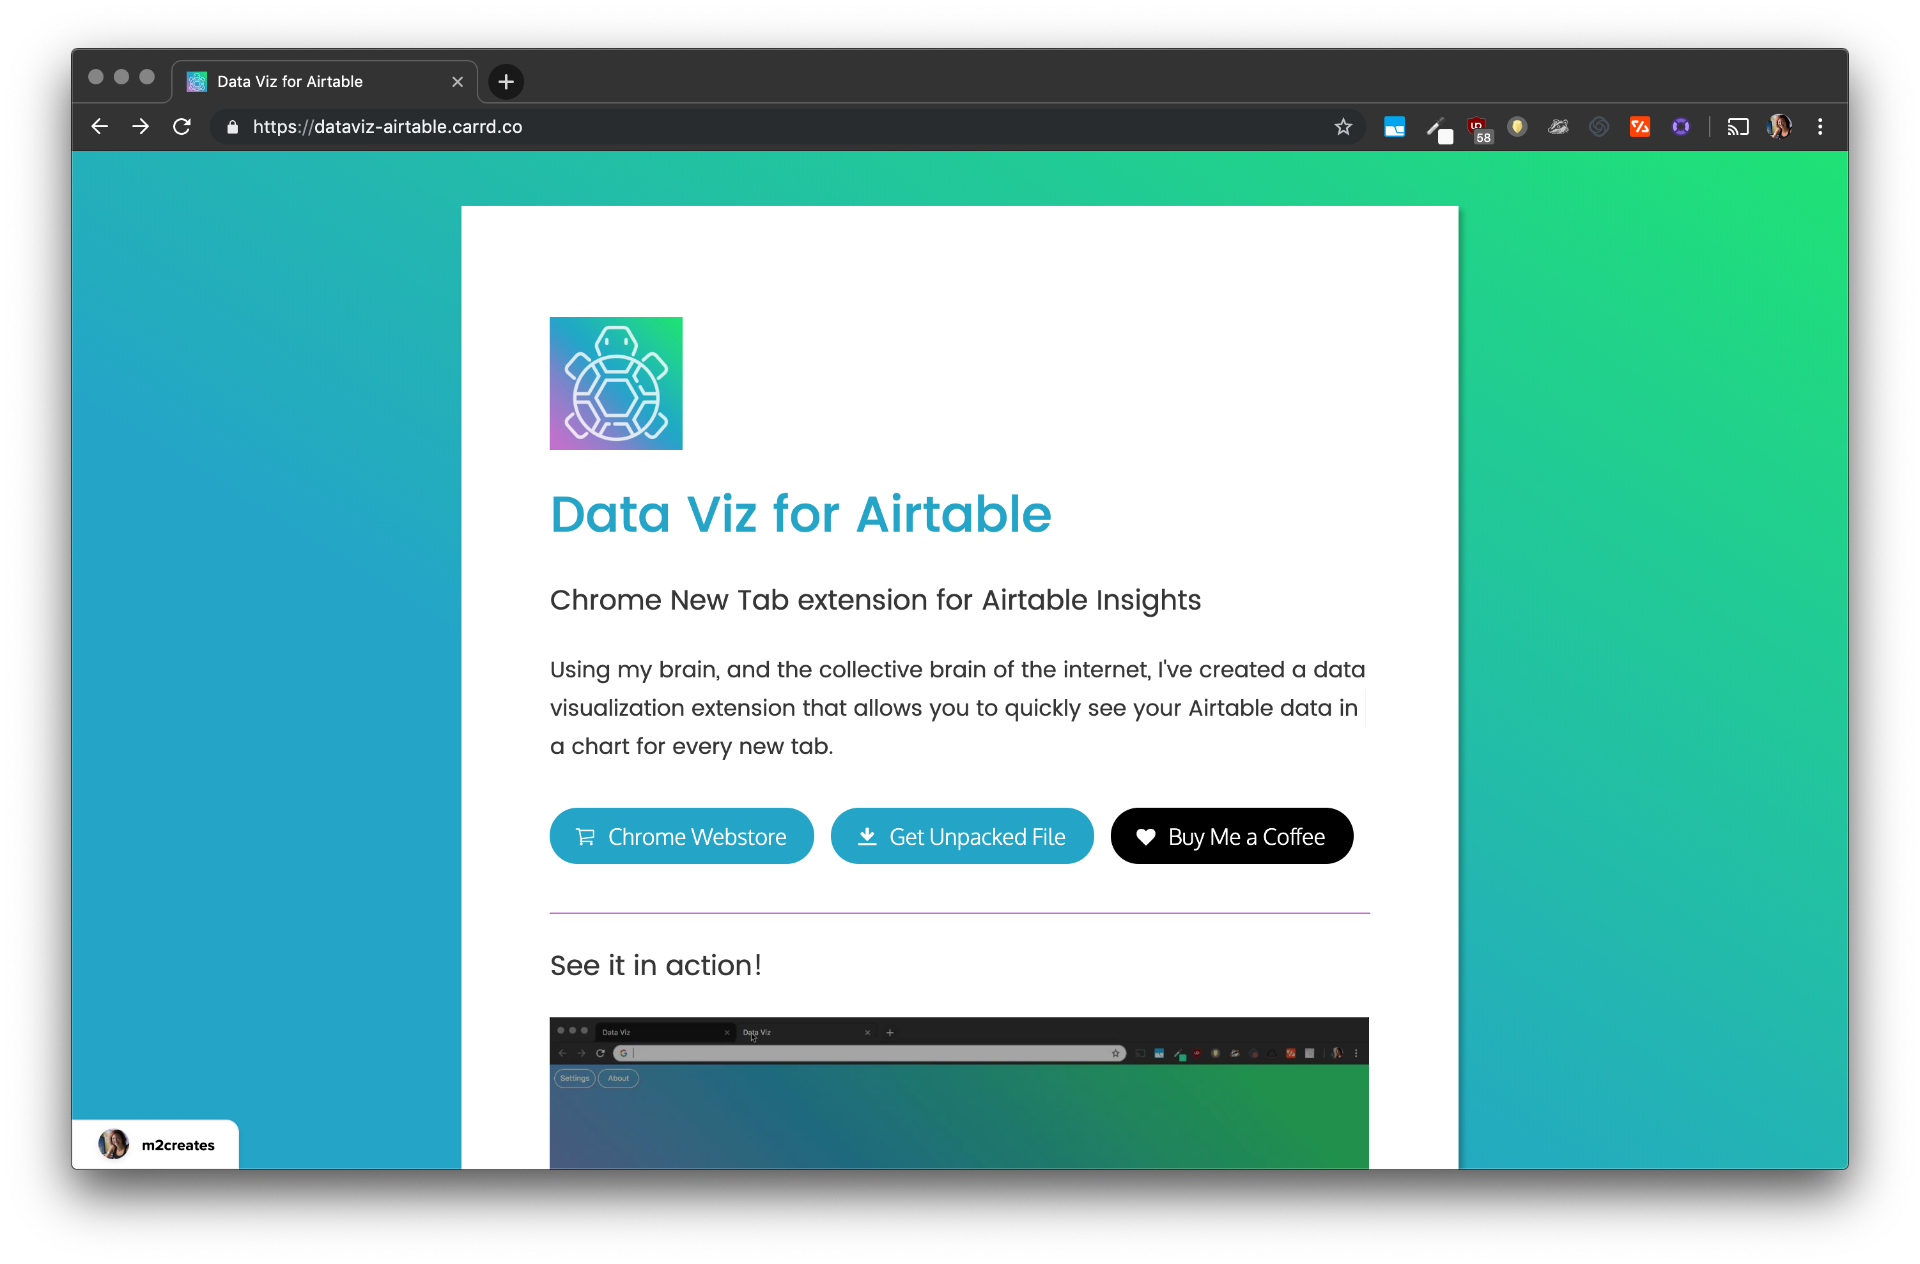 Data Viz for Airtable
https://dataviz-airtable.carrd.co
58
Data Viz for Airtable
Chrome New Tab extension for Airtable Insights
Using my brain, and the collective brain of the internet, I've created a data
visualization extension that allows you to quickly see your Airtable data in
a chart for every new tab.
Chrome Webstore
Get Unpacked File
Buy Me a Coffee
See it in action!
Data Viz
Data Viz
Settings
About
m2creates